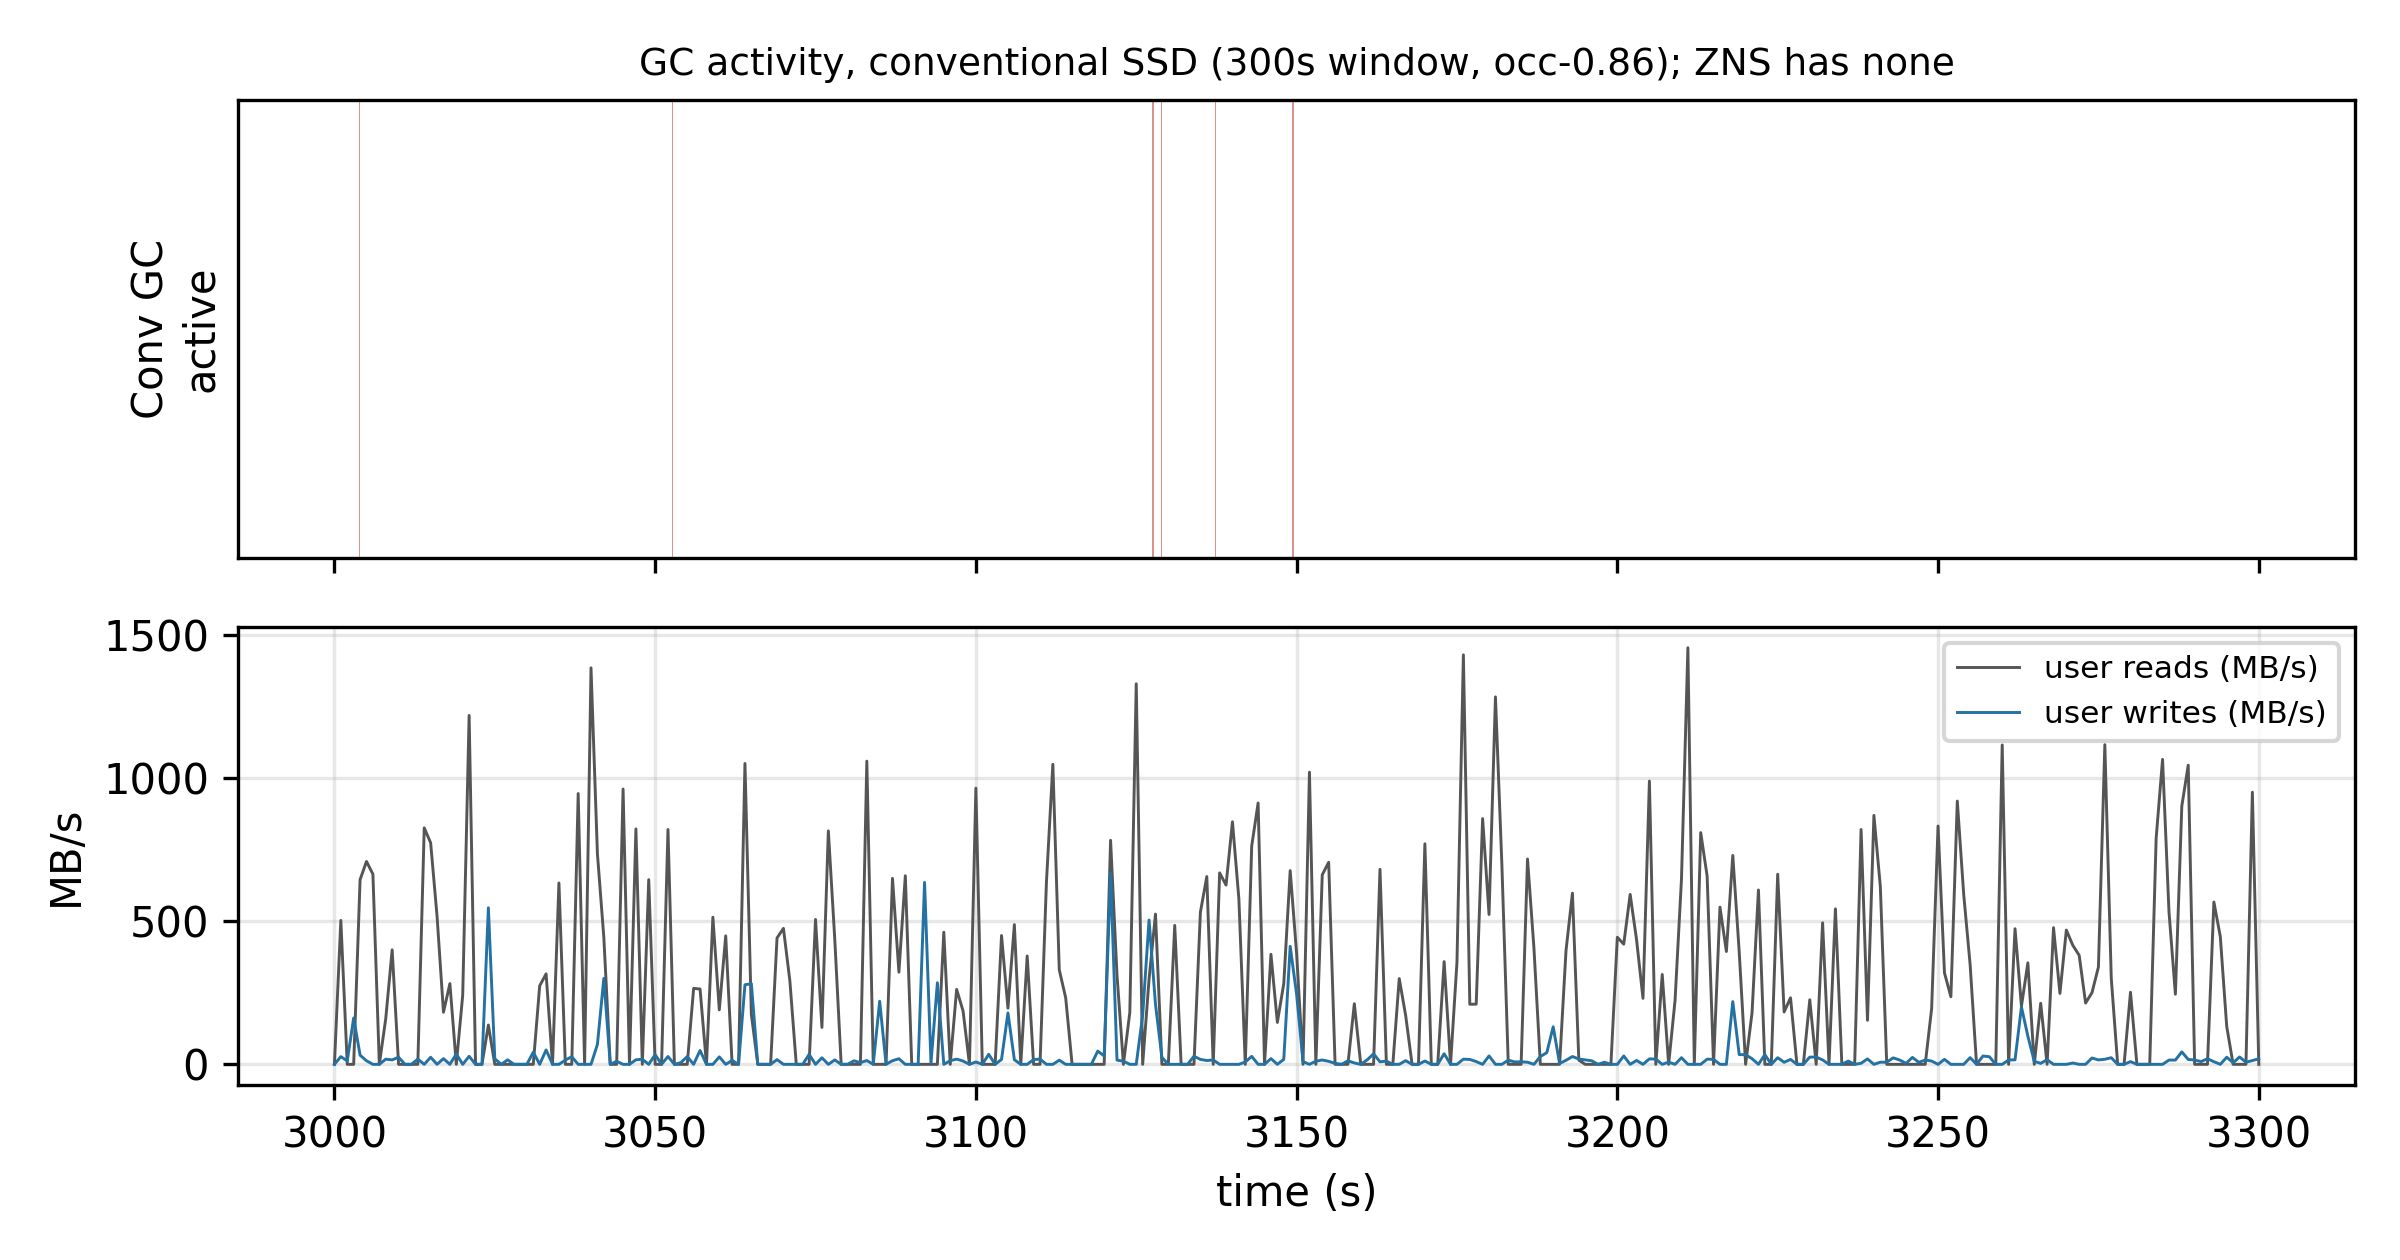 GC activity, conventional SSD (300s window, occ-0.86); ZNS has none
Conv GC
active
1500
1000
500
0
MB/s
user reads (MB/s)
user writes (MB/s)
3000 3050 3100 3150 3200 3250 3300
time (s)